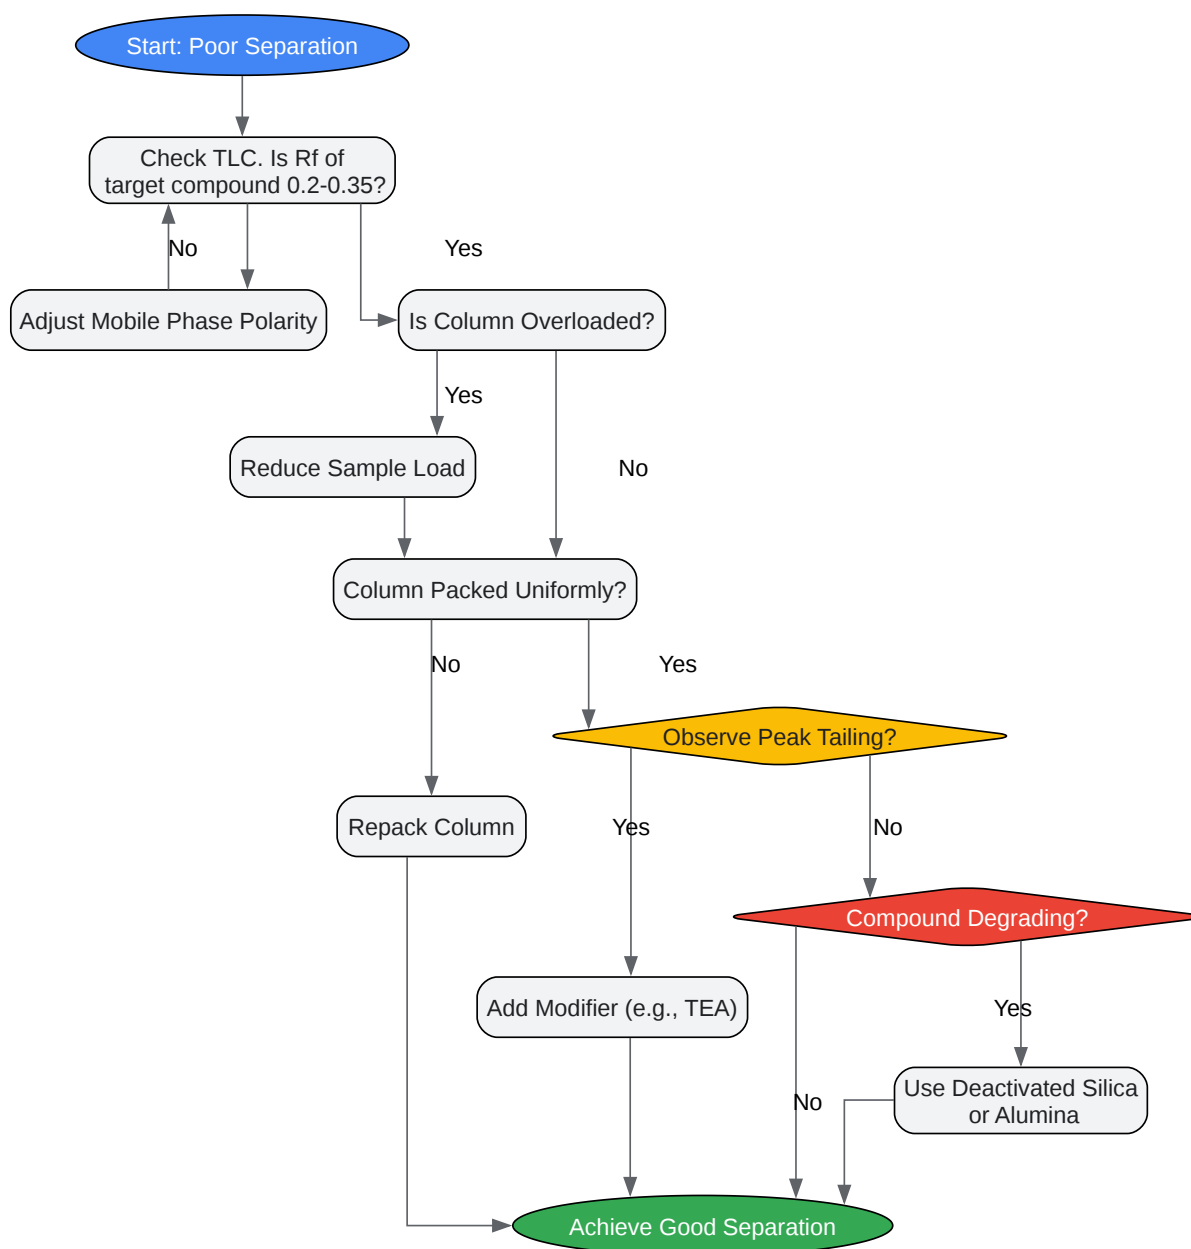 Start: Poor Separation
Check TLC. Is Rf of
target compound 0.2-0.35?
No
Yes
Adjust Mobile Phase Polarity
Is Column Overloaded?
Yes
Reduce Sample Load
No
Column Packed Uniformly?
No
Yes
Observe Peak Tailing?
Repack Column
Yes
No
Compound Degrading?
Add Modifier (e.g., TEA)
Yes
Use Deactivated Silica
or Alumina
No
Achieve Good Separation